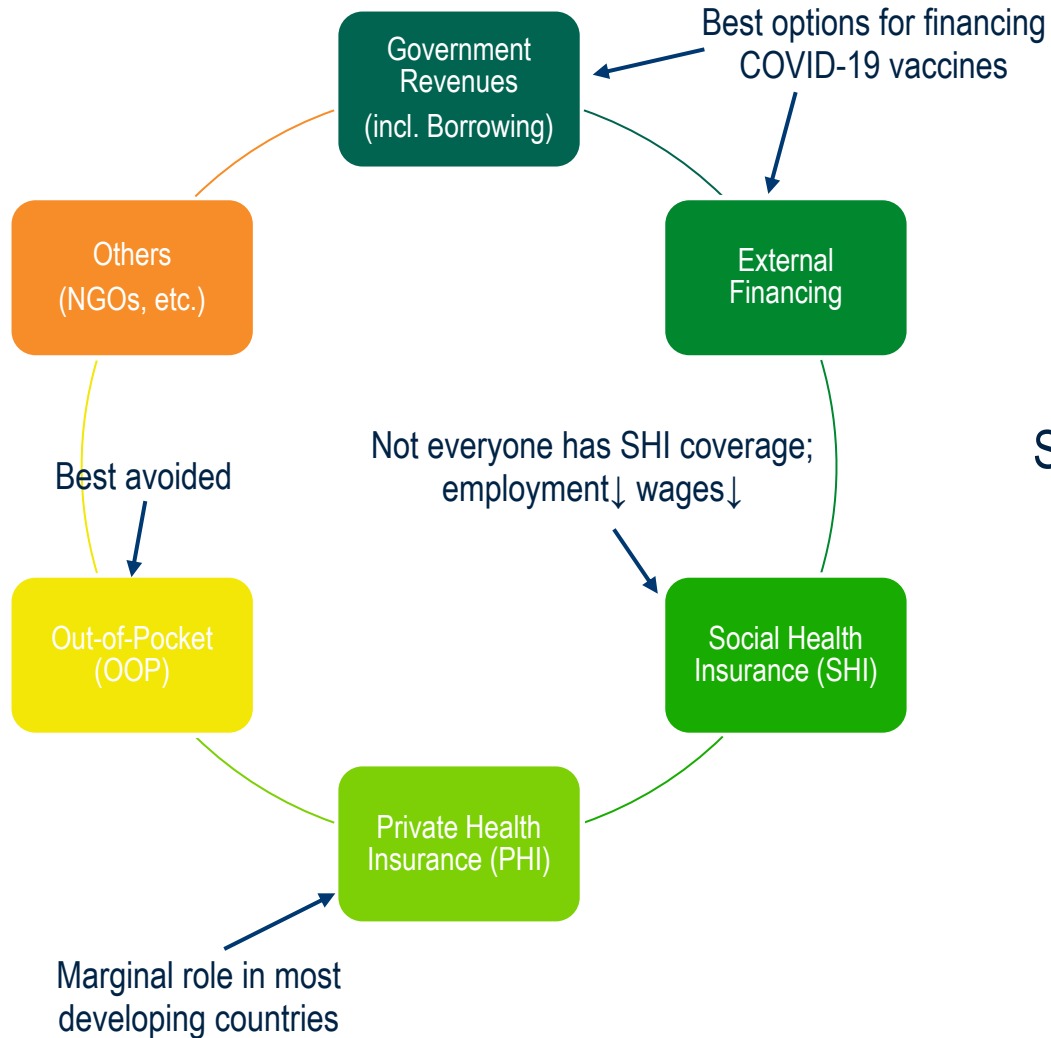 Best options for financing
COVID-19 vaccines
Government
Revenues
(incl. Borrowing)
Others
(NGOs, etc.)
External
Financing
Not everyone has SHI coverage;
employment↓ wages↓
S
Best avoided
Out-of-Pocket
(OOP)
Social Health
Insurance (SHI)
Private Health
Insurance (PHI)
Marginal role in most
developing countries